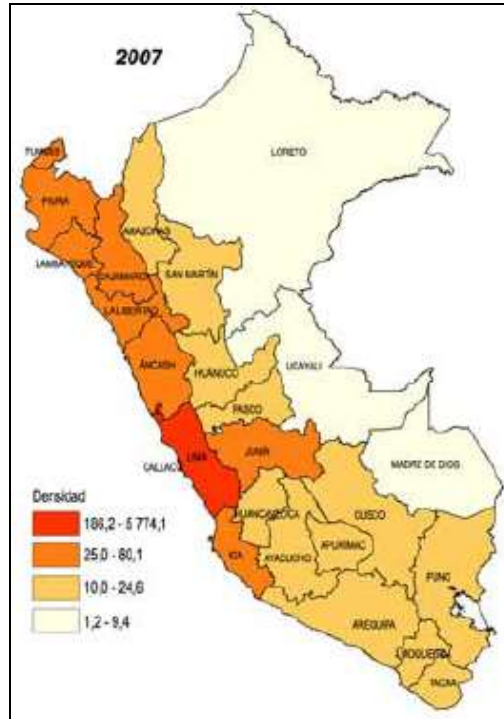 2007
LORETO
TUMBES
PIURA
AMAZONAS
LAMBAYEQUE
CAJAMARCA
SAN MARTÍN
LA LIBERTAD
ÁNCASH
HUÁNUCO
UCAYALI
PASCO
LIMA
JUNÍN
CALLAO
MADRE DE DIOS
HUANCAVELICA
CUSCO
ICA
AYACUCHO
APURÍMAC
PUNO
AREQUIPA
MOQUEGUA
TACNA
Densidad
186,2 - 5 774,1
25,0 - 80,1
10,0 - 24,6
1,2 - 9,4